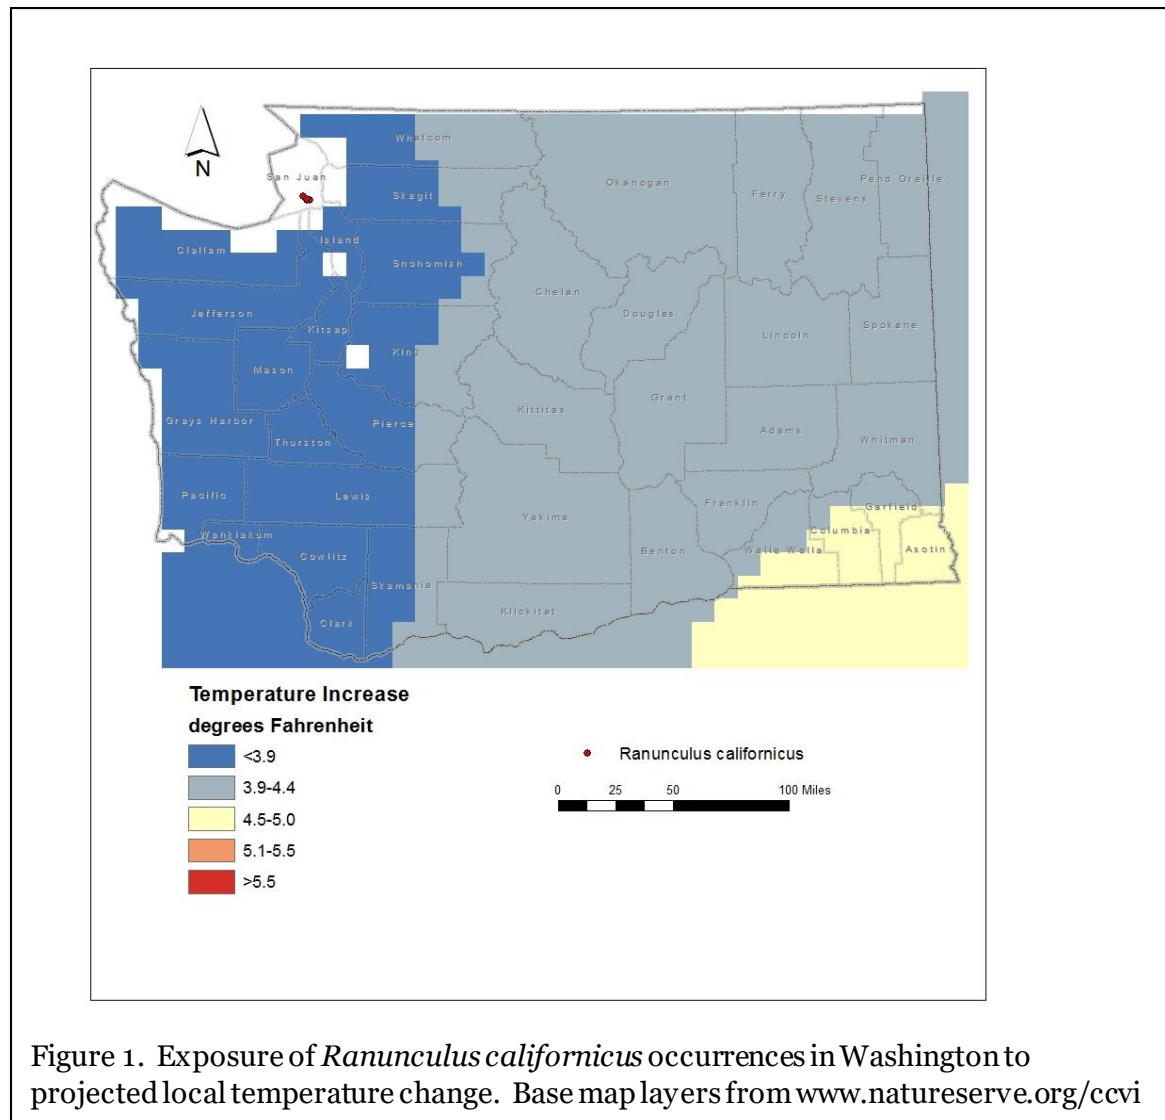 N
Whatcom
San Juan
Skagit
Okanogan
Ferry
Stevens
Pend Oreille
Island
Clallam
Snohomish
Chelan
Jefferson
Douglas
Kitsap
Lincoln
Spokane
King
Mason
Kittitas
Grant
Grays Harbor
Pierce
Adams
Whitman
Thurston
Pacific
Lewis
Yakima
Franklin
Garfield
Columbia
Wahkiakum
Cowlitz
Benton
Walla Walla
Asotin
Skamania
Klickitat
Clark
Temperature Increase
degrees Fahrenheit
<3.9
3.9-4.4
4.5-5.0
5.1-5.5
>5.5
Ranunculus californicus
0 25 50 100 Miles
Figure 1. Exposure of Ranunculus californicus occurrences in Washington to
projected local temperature change. Base map layers from www.natureserve.org/ccvi